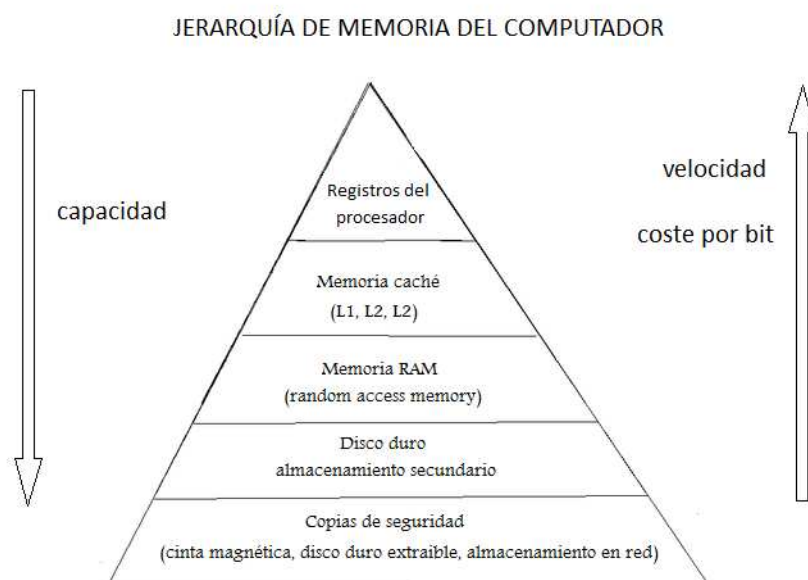 JERARQUÍA DE MEMORIA DEL COMPUTADOR
capacidad
velocidad
coste por bit
Registros del
procesador
Memoria caché
(L1, L2, L2)
Memoria RAM
(random access memory)
Disco duro
almacenamiento secundario
Copias de seguridad
(cinta magnética, disco duro extraible, almacenamiento en red)